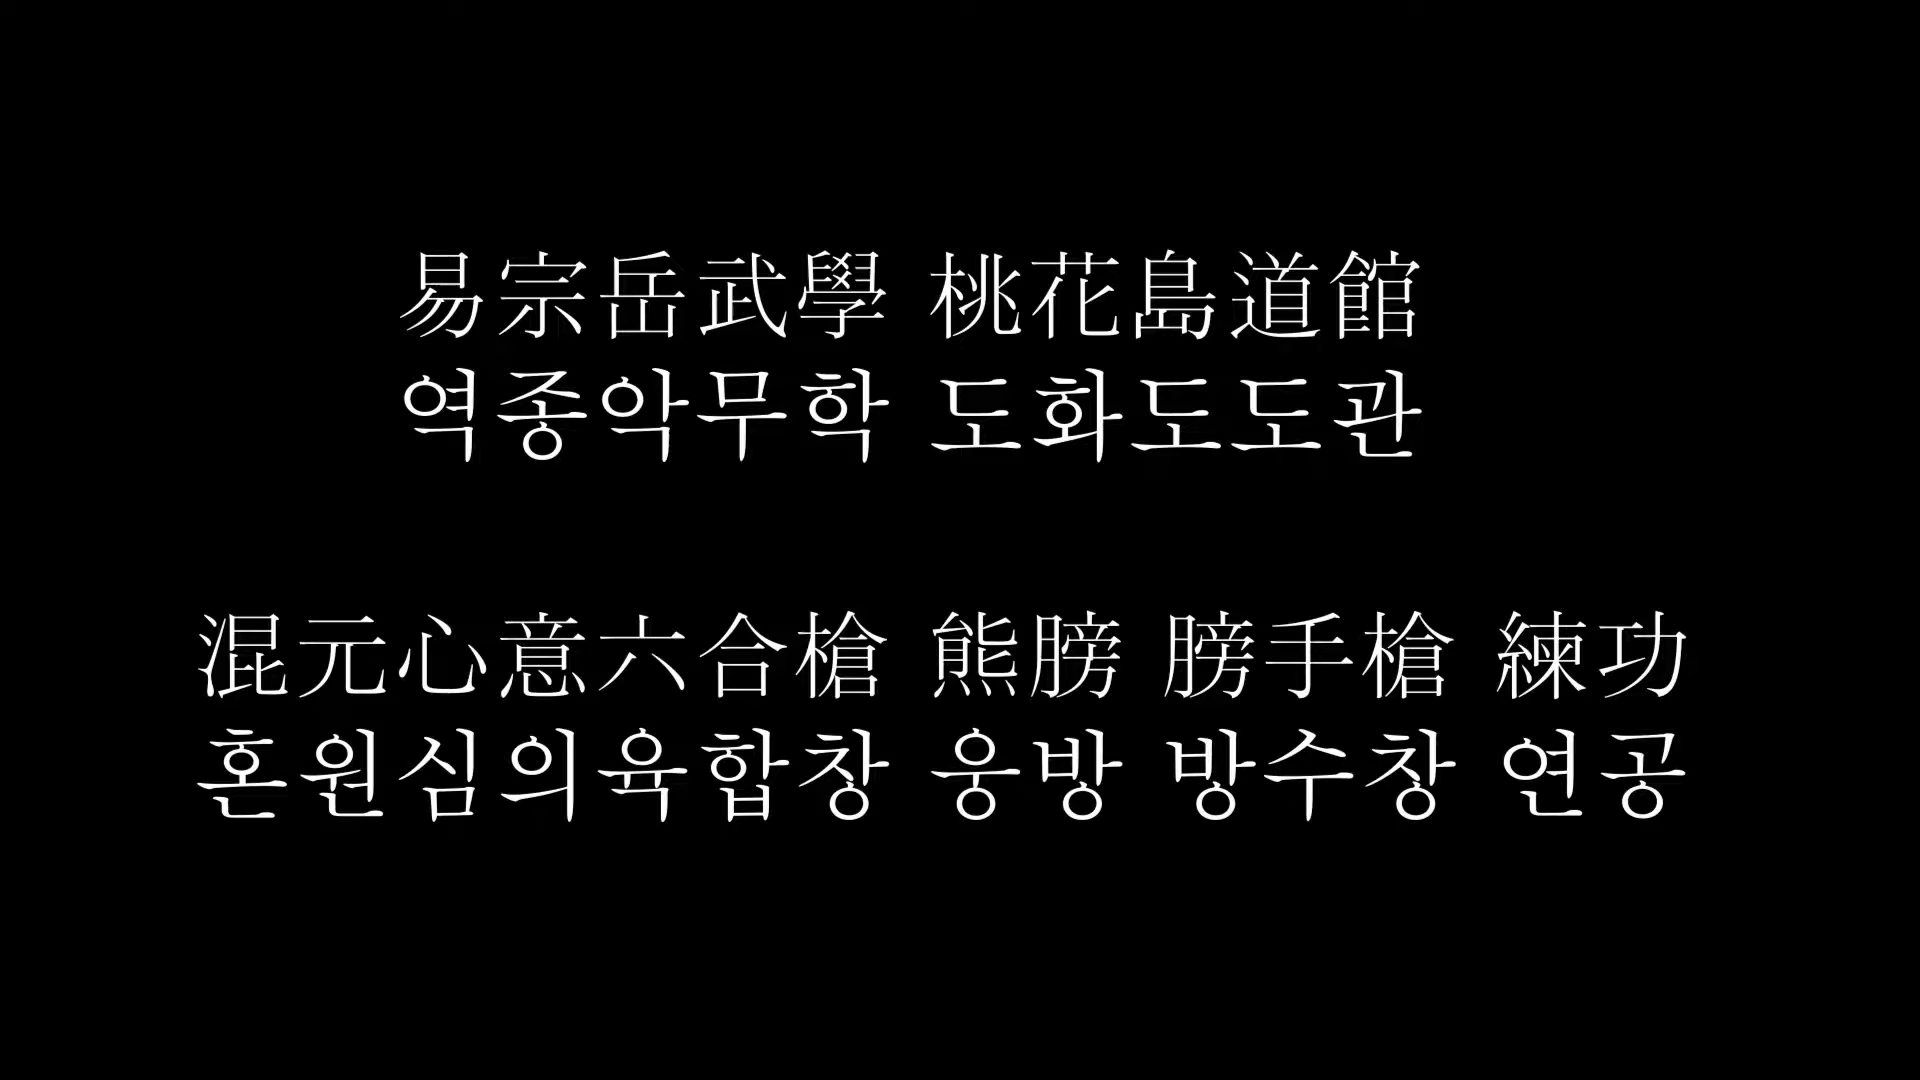 易宗岳武學 桃花島道館
역종악무학 도화도도관
混元心意六合槍 熊膀 膀手槍 練功
혼원심의육합창 웅방 방수창 연공